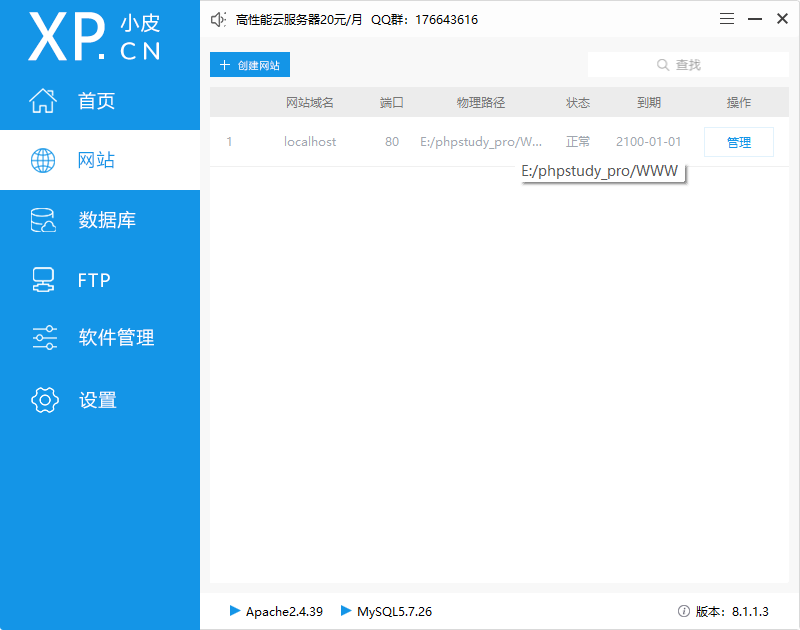 XP.CN 小皮
高性能云服务器20元/月 QQ群：176643616
首页
网站
数据库
FTP
软件管理
设置
创建网站
查找
网站域名 端口 物理路径 状态 到期 操作
1 localhost 80 E:/phpstudy_pro/W... 正常 2100-01-01 管理
E:/phpstudy_pro/WWW
Apache2.4.39 MySQL5.7.26 版本：8.1.1.3